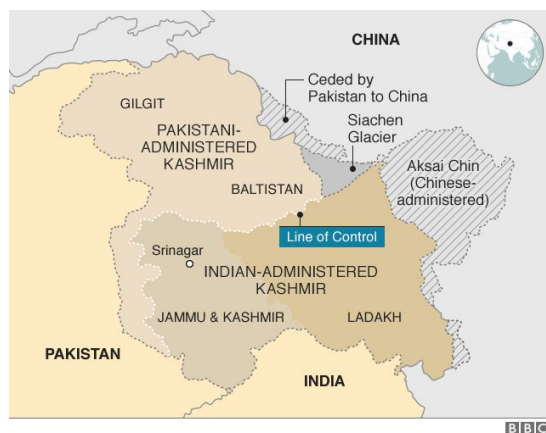 CHINA
Ceded by
Pakistan to China
GILGIT
Siachen
Glacier
PAKISTANI-
ADMINISTERED
KASHMIR
Aksai Chin
(Chinese-
administered)
BALTISTAN
Line of Control
Srinagar
INDIAN-ADMINISTERED
KASHMIR
JAMMU & KASHMIR
LADAKH
PAKISTAN
INDIA
BBC